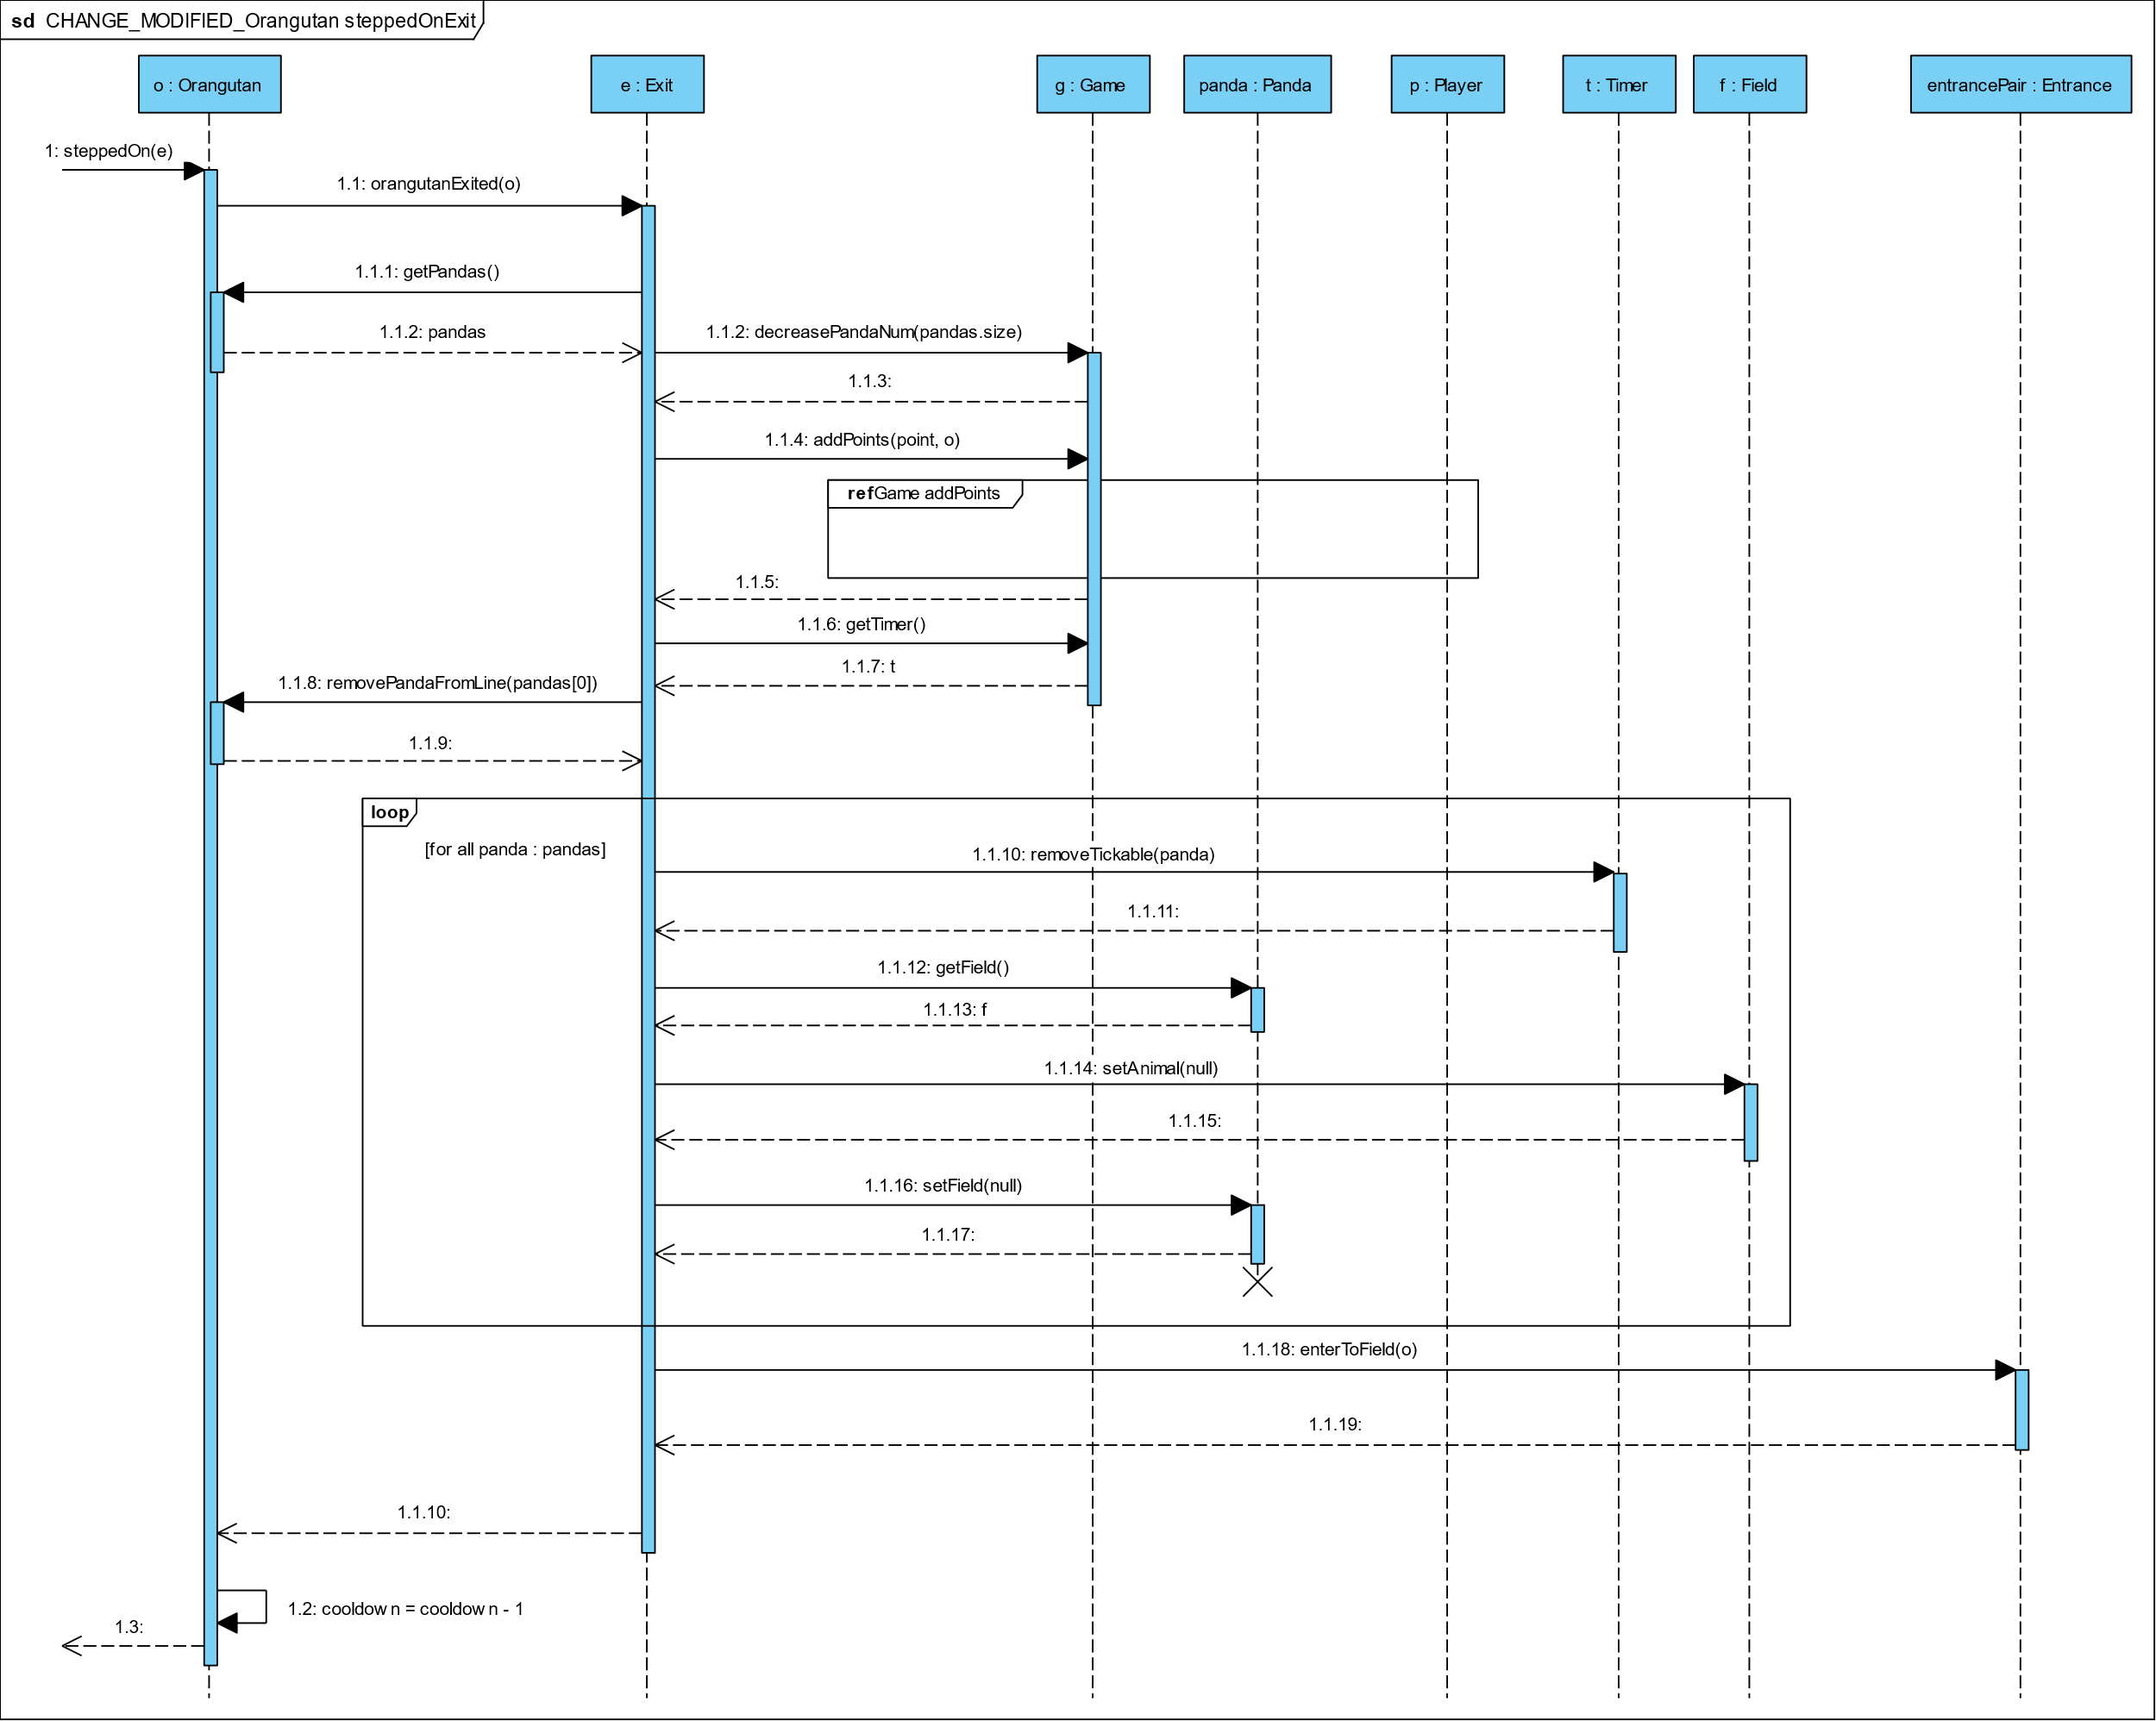 sd CHANGE_MODIFIED_Orangutan steppedOnExit
o : Orangutan
e : Exit
g : Game
panda : Panda
p : Player
t : Timer
f : Field
entrancePair : Entrance
1: steppedOn(e)
1.1: orangutanExited(o)
1.1.1: getPandas()
1.1.2: pandas
1.1.2: decreasePandaNum(pandas.size)
1.1.3:
1.1.4: addPoints(point, o)
ref Game addPoints
1.1.5:
1.1.6: getTimer()
1.1.7: t
1.1.8: removePandaFromLine(pandas[0])
1.1.9:
loop
[for all panda : pandas]
1.1.10: removeTickable(panda)
1.1.11:
1.1.12: getField()
1.1.13: f
1.1.14: setAnimal(null)
1.1.15:
1.1.16: setField(null)
1.1.17:
1.1.18: enterToField(o)
1.1.19:
1.1.10:
1.2: cooldown = cooldown - 1
1.3: